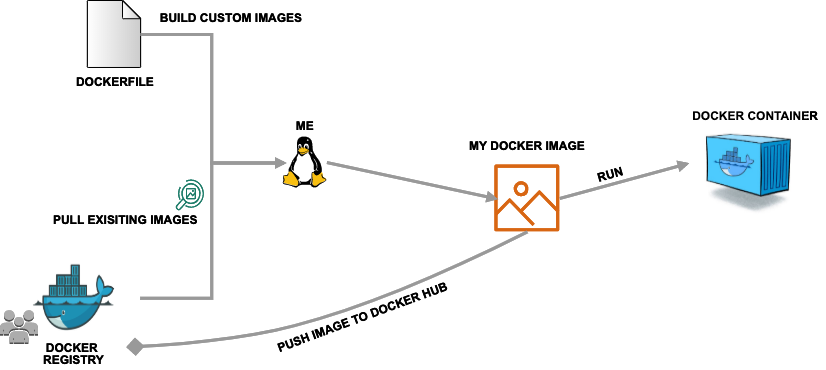 BUILD CUSTOM IMAGES
DOCKERFILE
ME
DOCKER CONTAINER
MY DOCKER IMAGE
RUN
PULL EXISITING IMAGES
PUSH IMAGE TO DOCKER HUB
DOCKER
REGISTRY